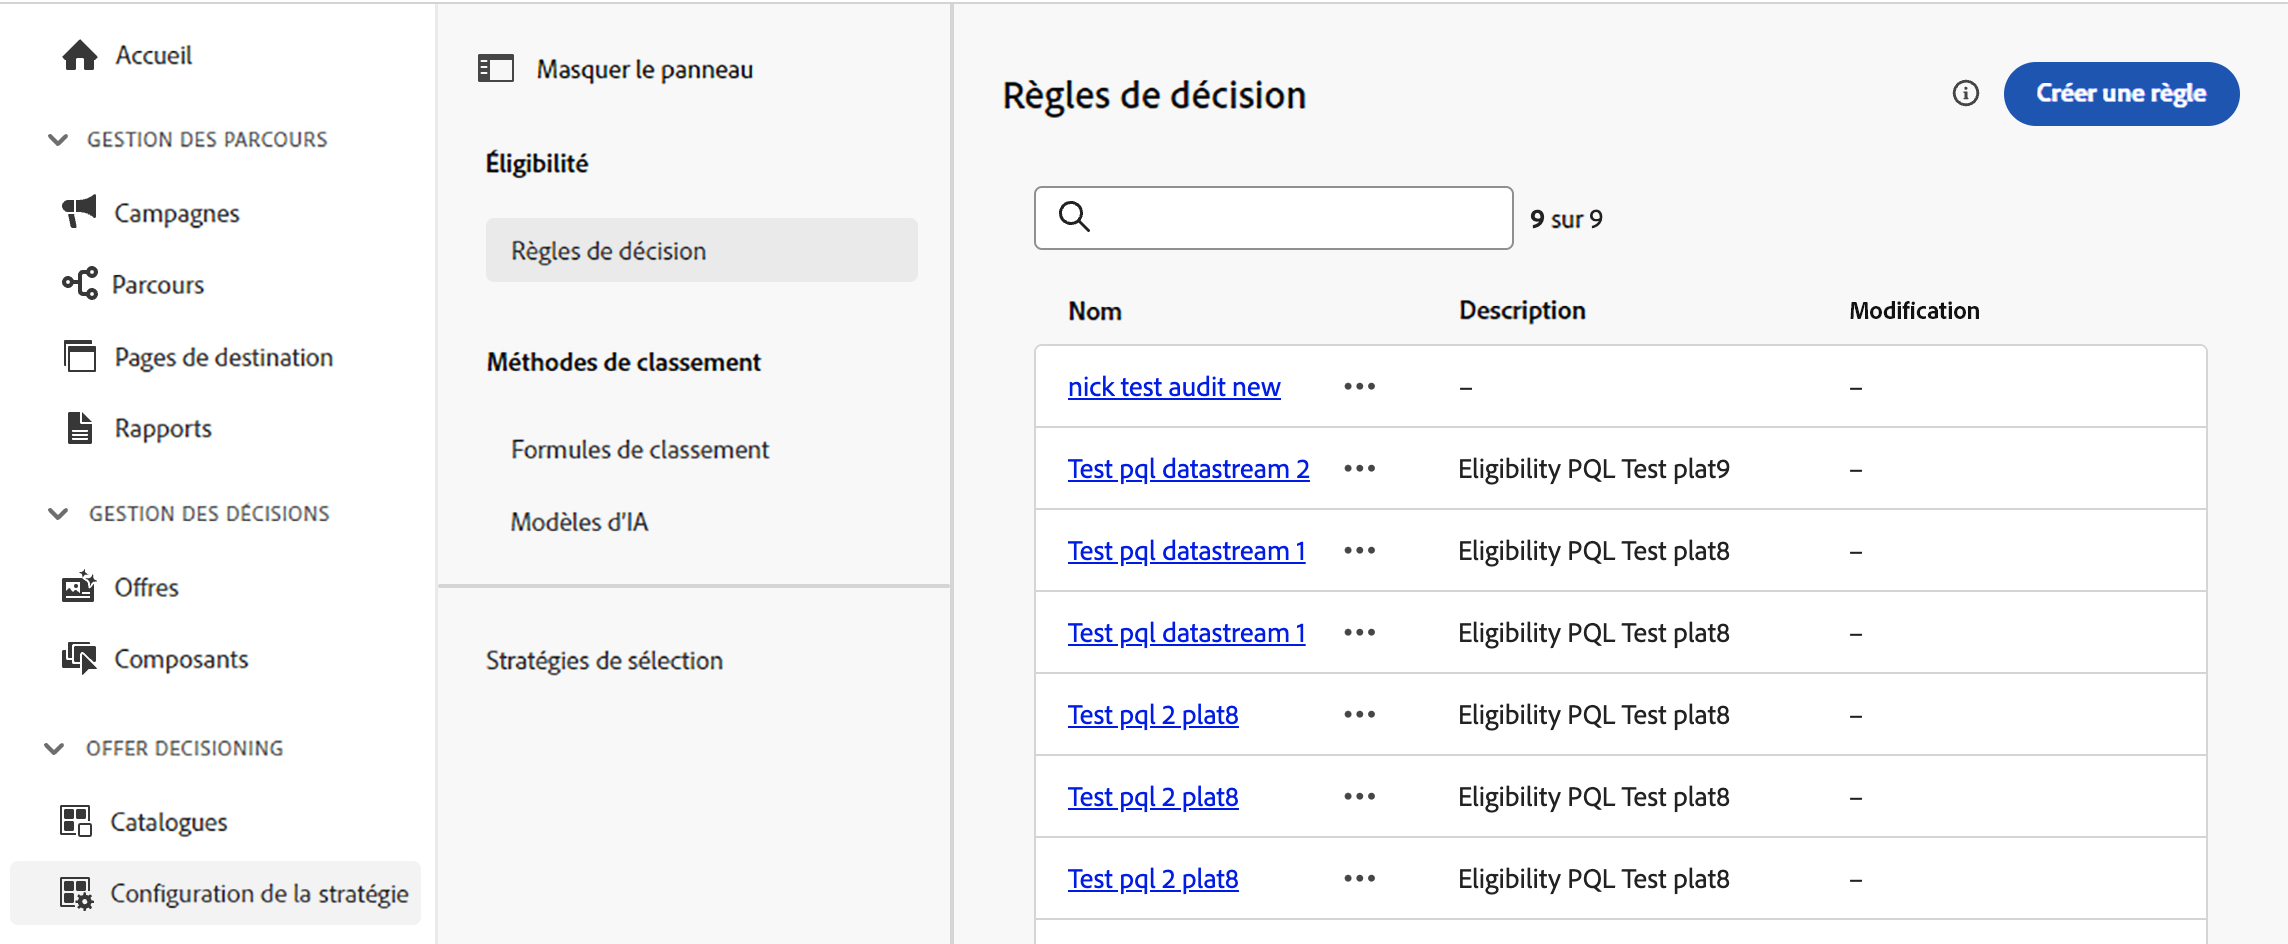 Accueil
GESTION DES PARCOURS
Campagnes
Parcours
Pages de destination
Rapports
GESTION DES DÉCISIONS
Offres
Composants
OFFER DECISIONING
Catalogues
Configuration de la stratégie
Masquer le panneau
Éligibilité
Règles de décision
Méthodes de classement
Formules de classement
Modèles d'IA
Stratégies de sélection
Règles de décision
Créer une règle
9 sur 9
Nom Description Modification
nick test audit new ••• – –
Test pql datastream 2 ••• Eligibility PQL Test plat9 –
Test pql datastream 1 ••• Eligibility PQL Test plat8 –
Test pql datastream 1 ••• Eligibility PQL Test plat8 –
Test pql 2 plat8 ••• Eligibility PQL Test plat8 –
Test pql 2 plat8 ••• Eligibility PQL Test plat8 –
Test pql 2 plat8 ••• Eligibility PQL Test plat8 –